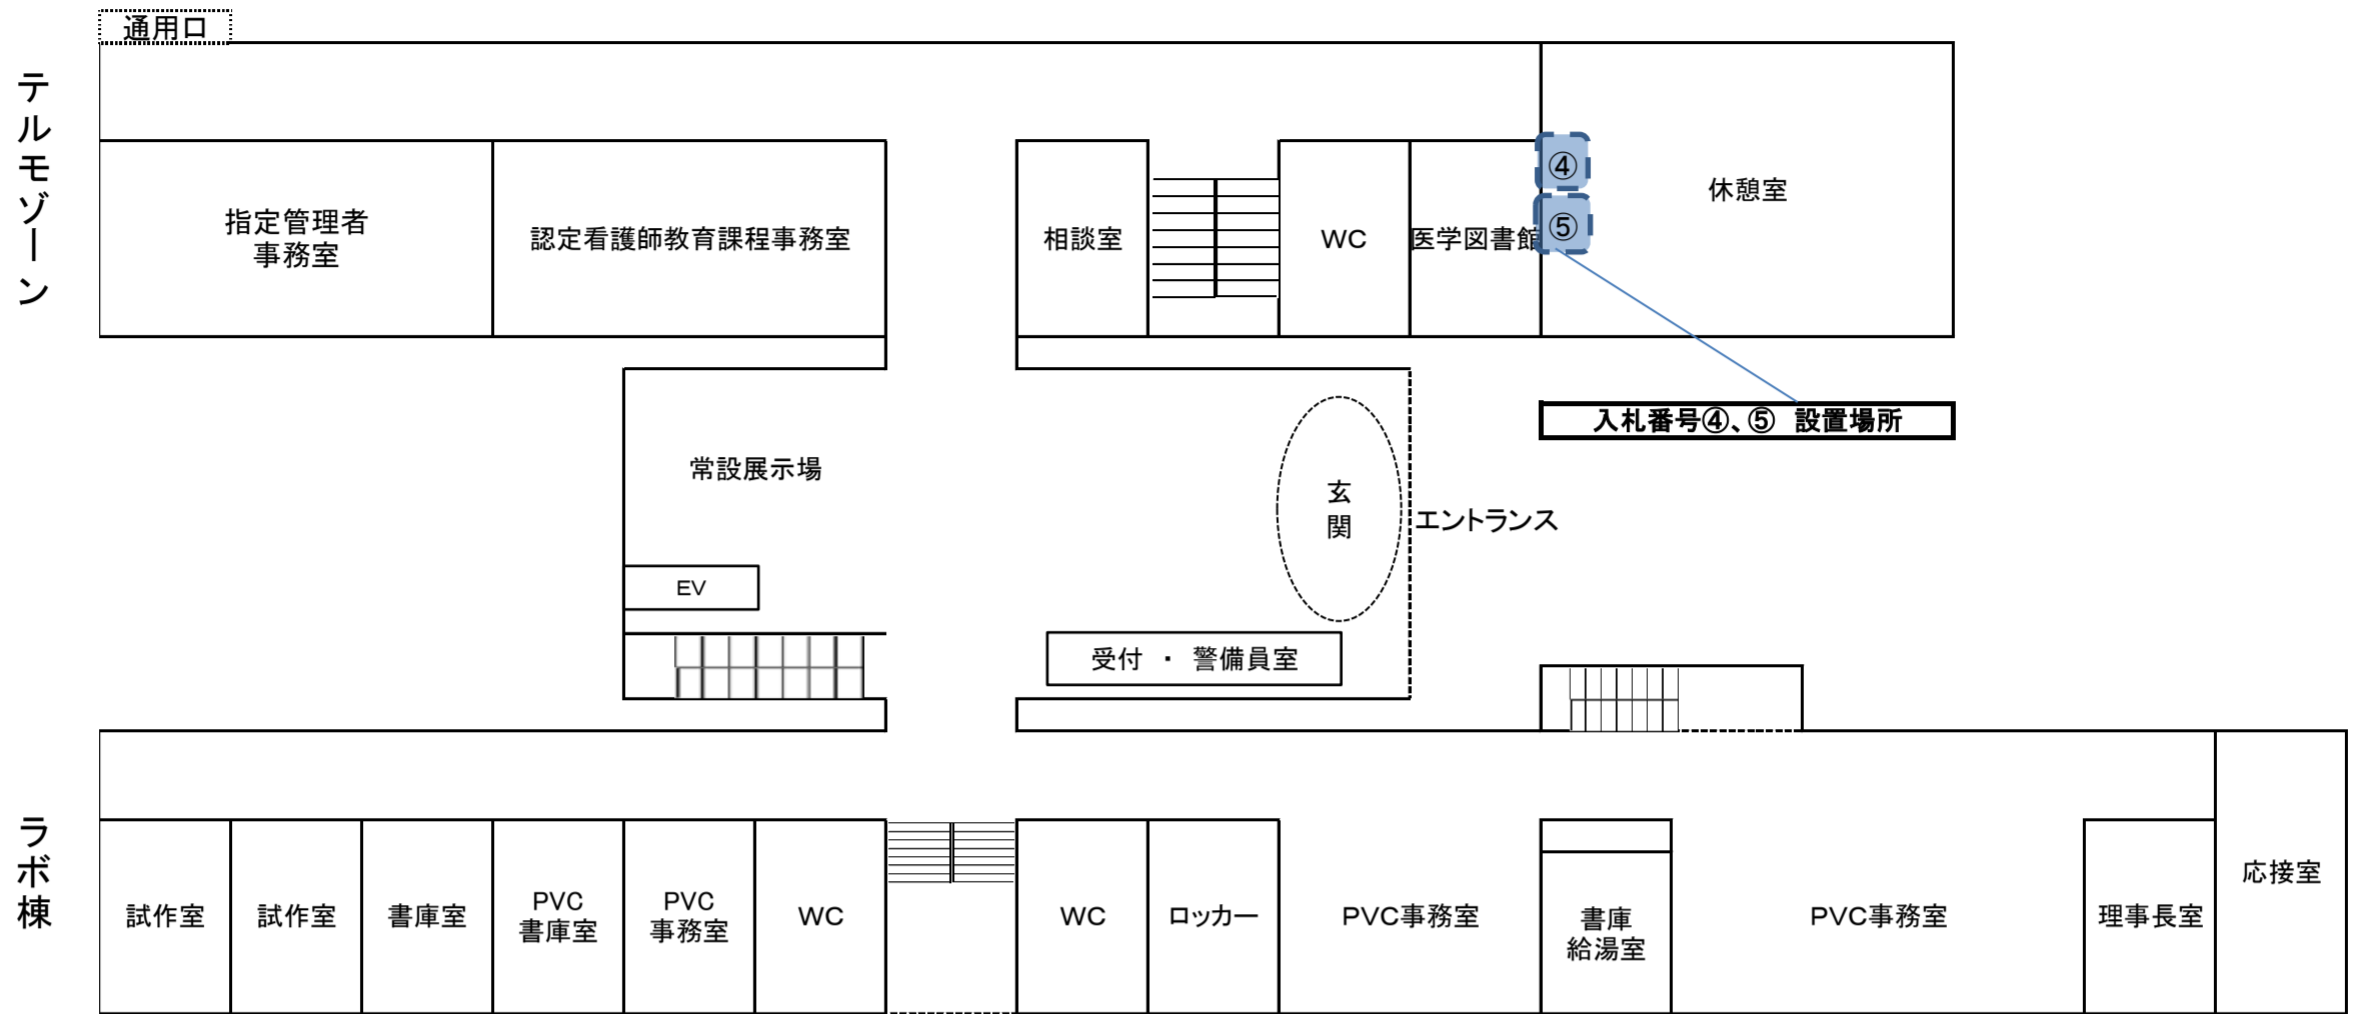 通用口
テルモゾーン
指定管理者
事務室
認定看護師教育課程事務室
相談室
WC
医学図書館
④
⑤
休憩室
入札番号④、⑤　設置場所
常設展示場
玄関
エントランス
EV
受付 ・ 警備員室
ラボ棟
試作室
試作室
書庫室
PVC
書庫室
PVC
事務室
WC
WC
ロッカー
PVC事務室
書庫
給湯室
PVC事務室
理事長室
応接室